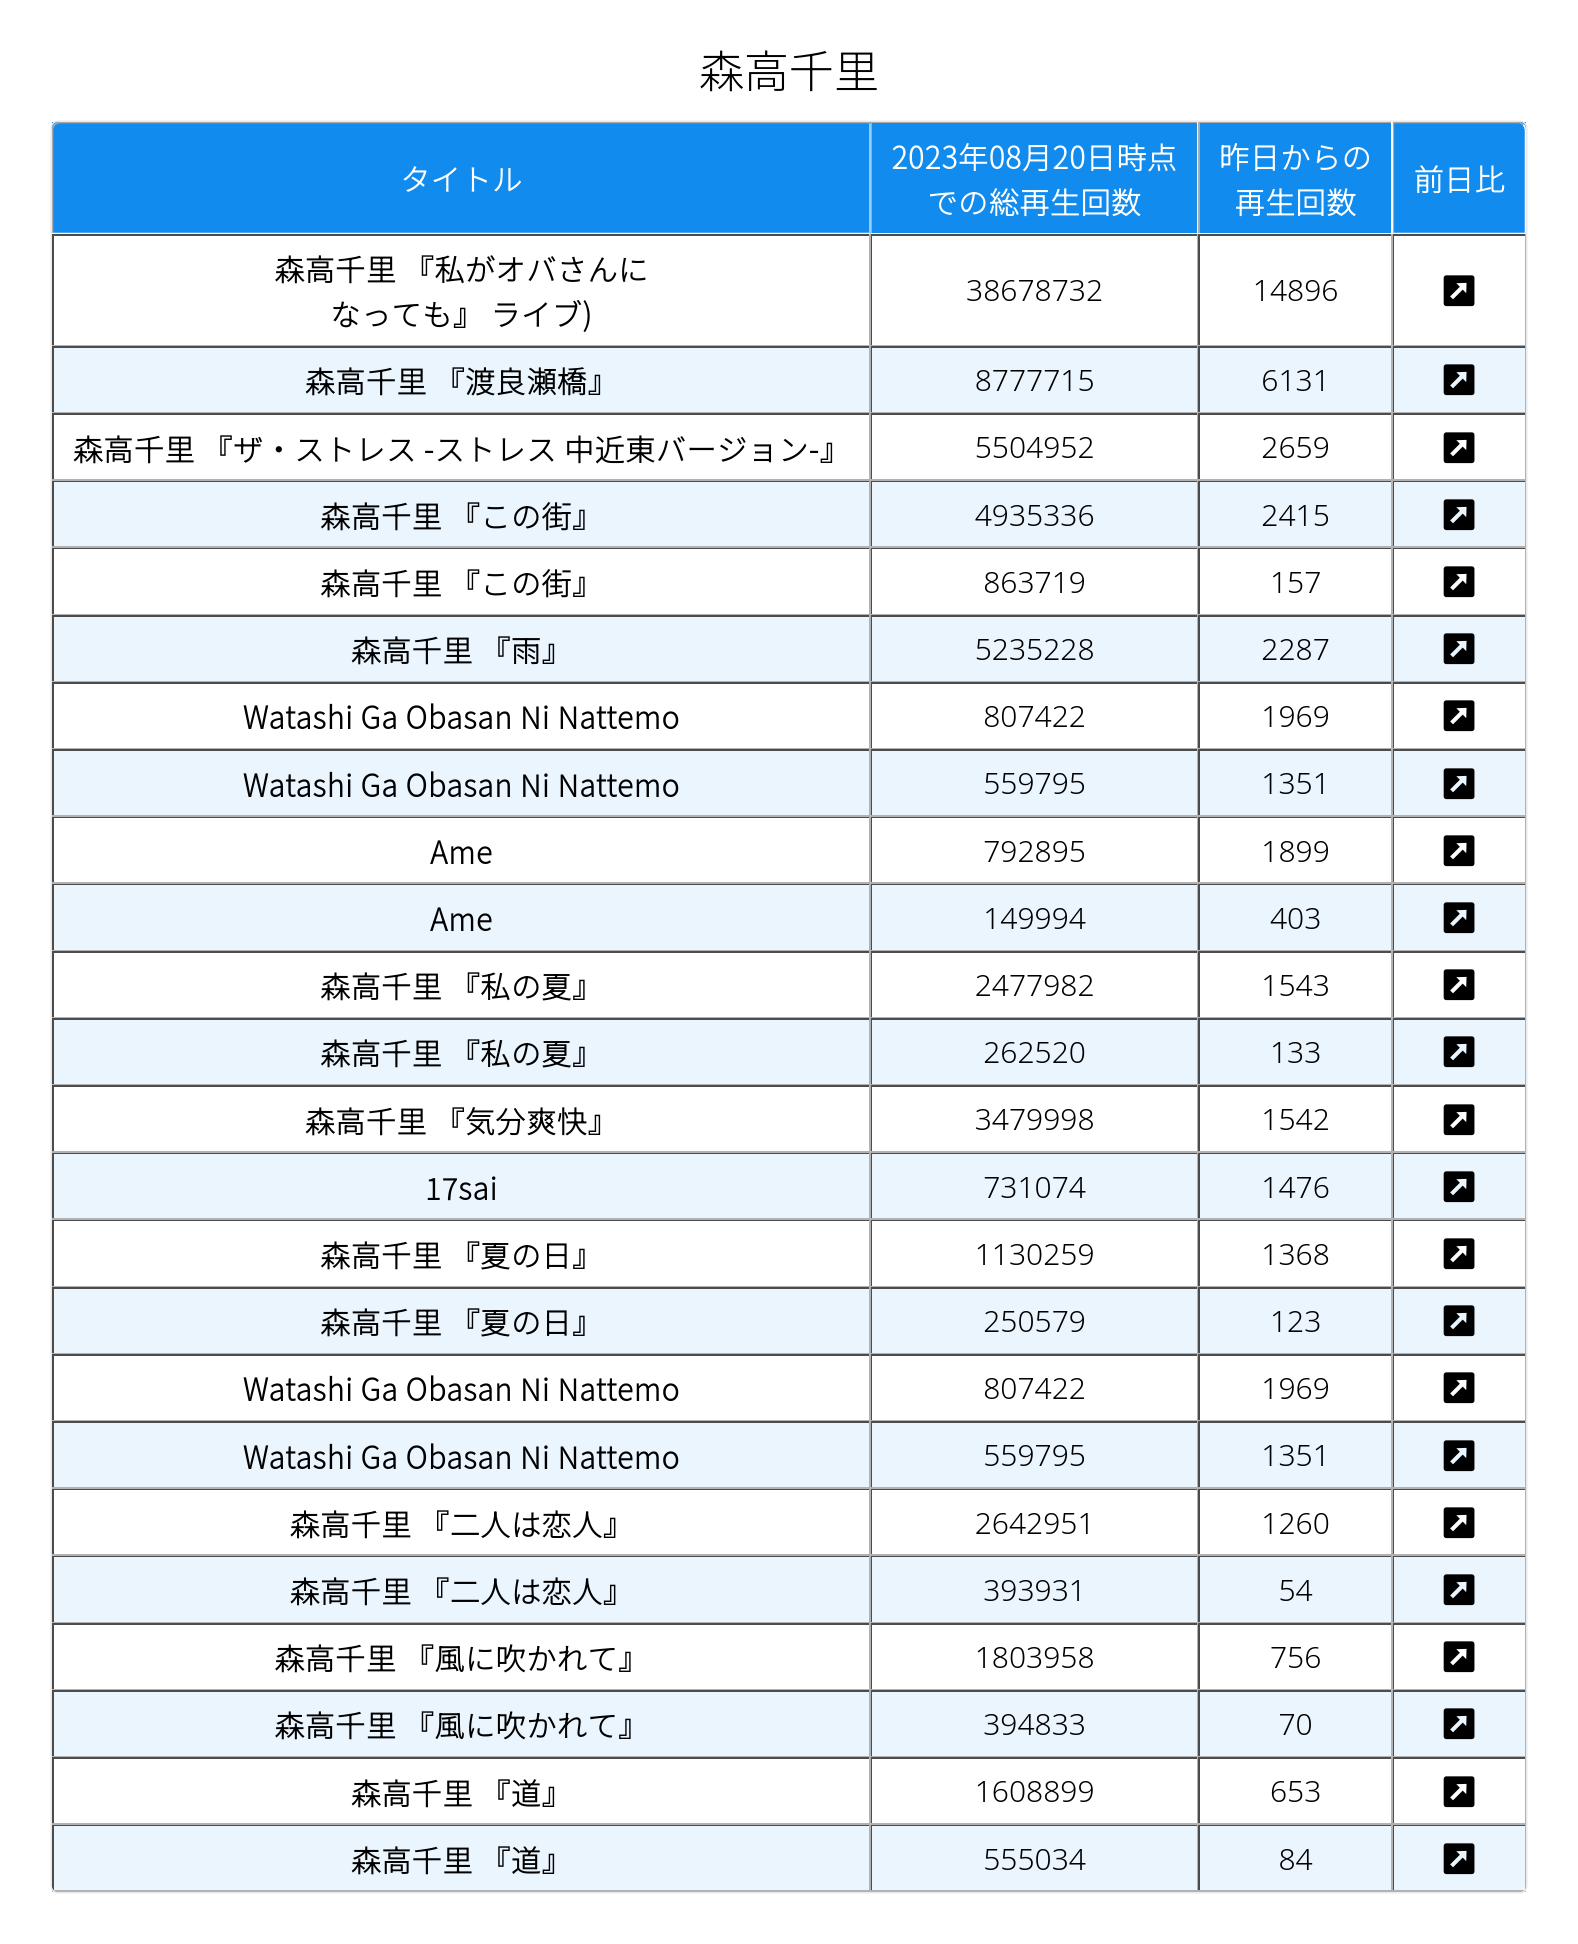 森高千里
タイトル 2023年08月20日時点での総再生回数 昨日からの再生回数 前日比
森高千里 『私がオバさんに
なっても』 ライブ) 38678732 14896
森高千里 『渡良瀬橋』 8777715 6131
森高千里 『ザ・ストレス -ストレス 中近東バージョン-』 5504952 2659
森高千里 『この街』 4935336 2415
森高千里 『この街』 863719 157
森高千里 『雨』 5235228 2287
Watashi Ga Obasan Ni Nattemo 807422 1969
Watashi Ga Obasan Ni Nattemo 559795 1351
Ame 792895 1899
Ame 149994 403
森高千里 『私の夏』 2477982 1543
森高千里 『私の夏』 262520 133
森高千里 『気分爽快』 3479998 1542
17sai 731074 1476
森高千里 『夏の日』 1130259 1368
森高千里 『夏の日』 250579 123
Watashi Ga Obasan Ni Nattemo 807422 1969
Watashi Ga Obasan Ni Nattemo 559795 1351
森高千里 『二人は恋人』 2642951 1260
森高千里 『二人は恋人』 393931 54
森高千里 『風に吹かれて』 1803958 756
森高千里 『風に吹かれて』 394833 70
森高千里 『道』 1608899 653
森高千里 『道』 555034 84